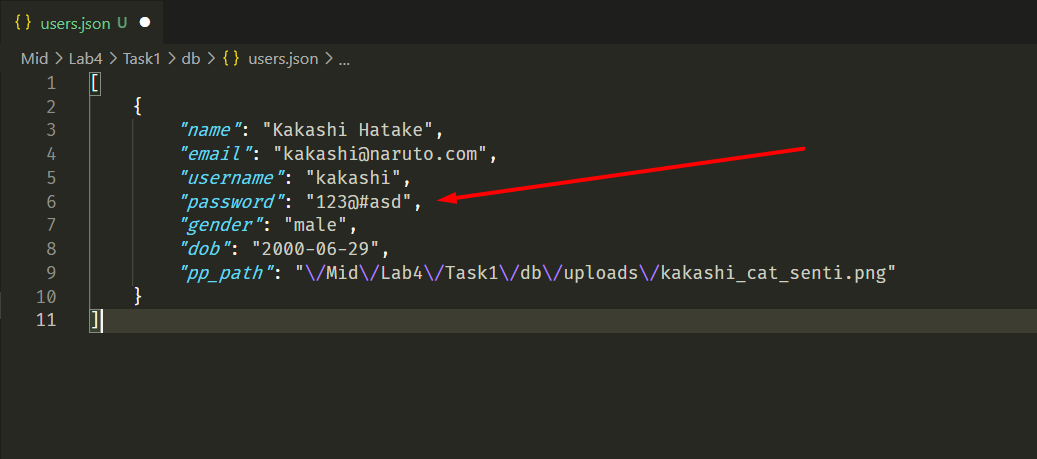 {} users.json U ●
Mid > Lab4 > Task1 > db > {} users.json > ...
1 [
2 {
3 "name": "Kakashi Hatake",
4 "email": "kakashi@naruto.com",
5 "username": "kakashi",
6 "password": "123@#asd",
7 "gender": "male",
8 "dob": "2000-06-29",
9 "pp_path": "\/Mid\/Lab4\/Task1\/db\/uploads\/kakashi_cat_senti.png"
10 }
11 ]